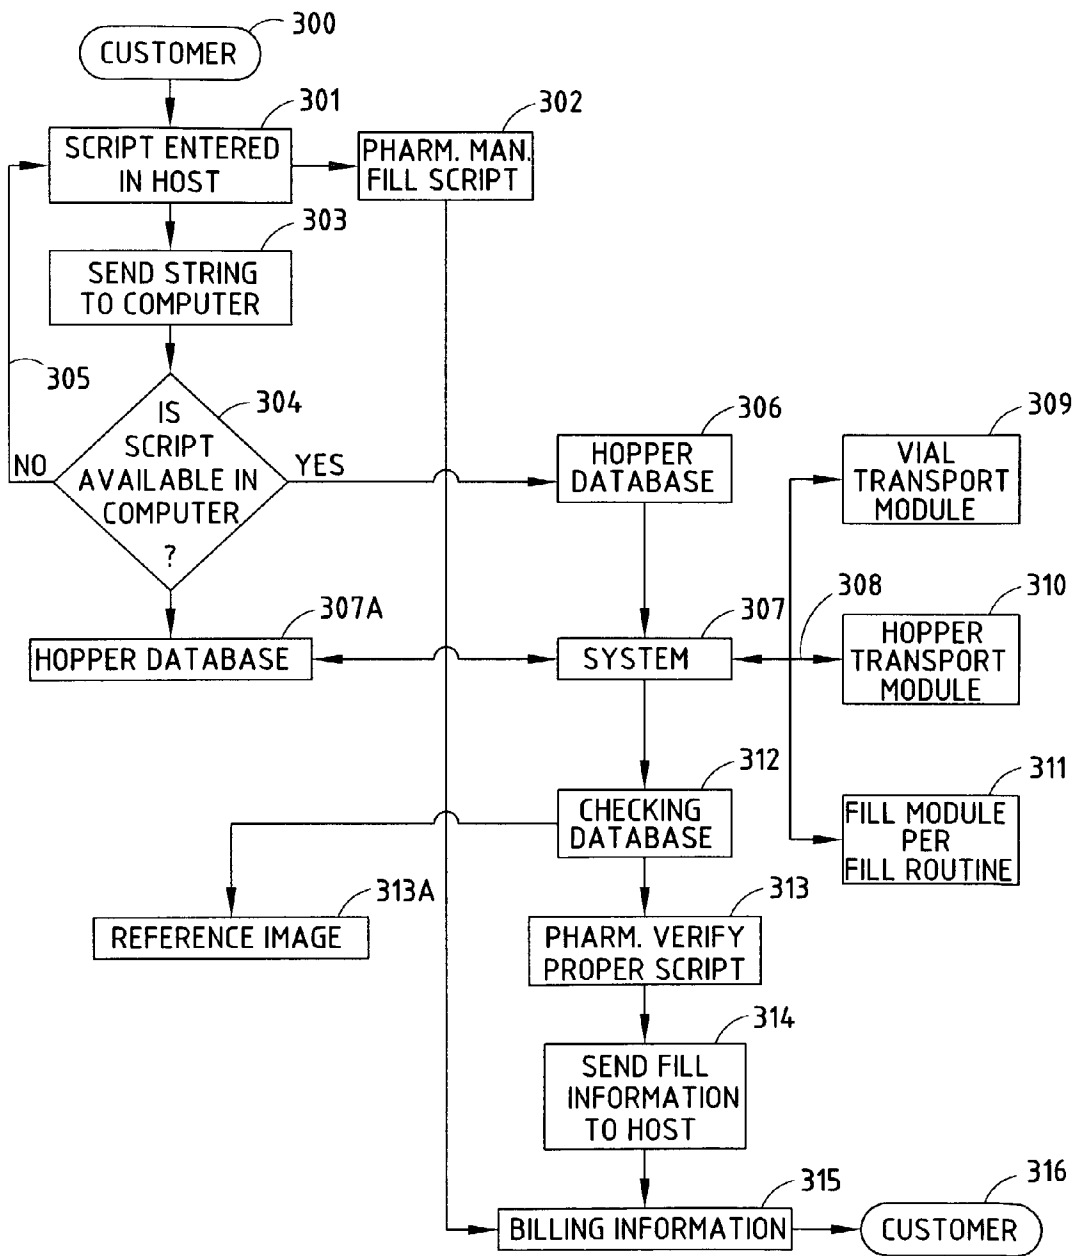 300
CUSTOMER
301
SCRIPT ENTERED
IN HOST
302
PHARM. MAN.
FILL SCRIPT
303
SEND STRING
TO COMPUTER
305
304
IS
SCRIPT
AVAILABLE IN
COMPUTER
?
NO
YES
306
HOPPER
DATABASE
309
VIAL
TRANSPORT
MODULE
307A
HOPPER DATABASE
307
SYSTEM
308
310
HOPPER
TRANSPORT
MODULE
312
CHECKING
DATABASE
311
FILL MODULE
PER
FILL ROUTINE
313A
REFERENCE IMAGE
313
PHARM. VERIFY
PROPER SCRIPT
314
SEND FILL
INFORMATION
TO HOST
315
BILLING INFORMATION
316
CUSTOMER